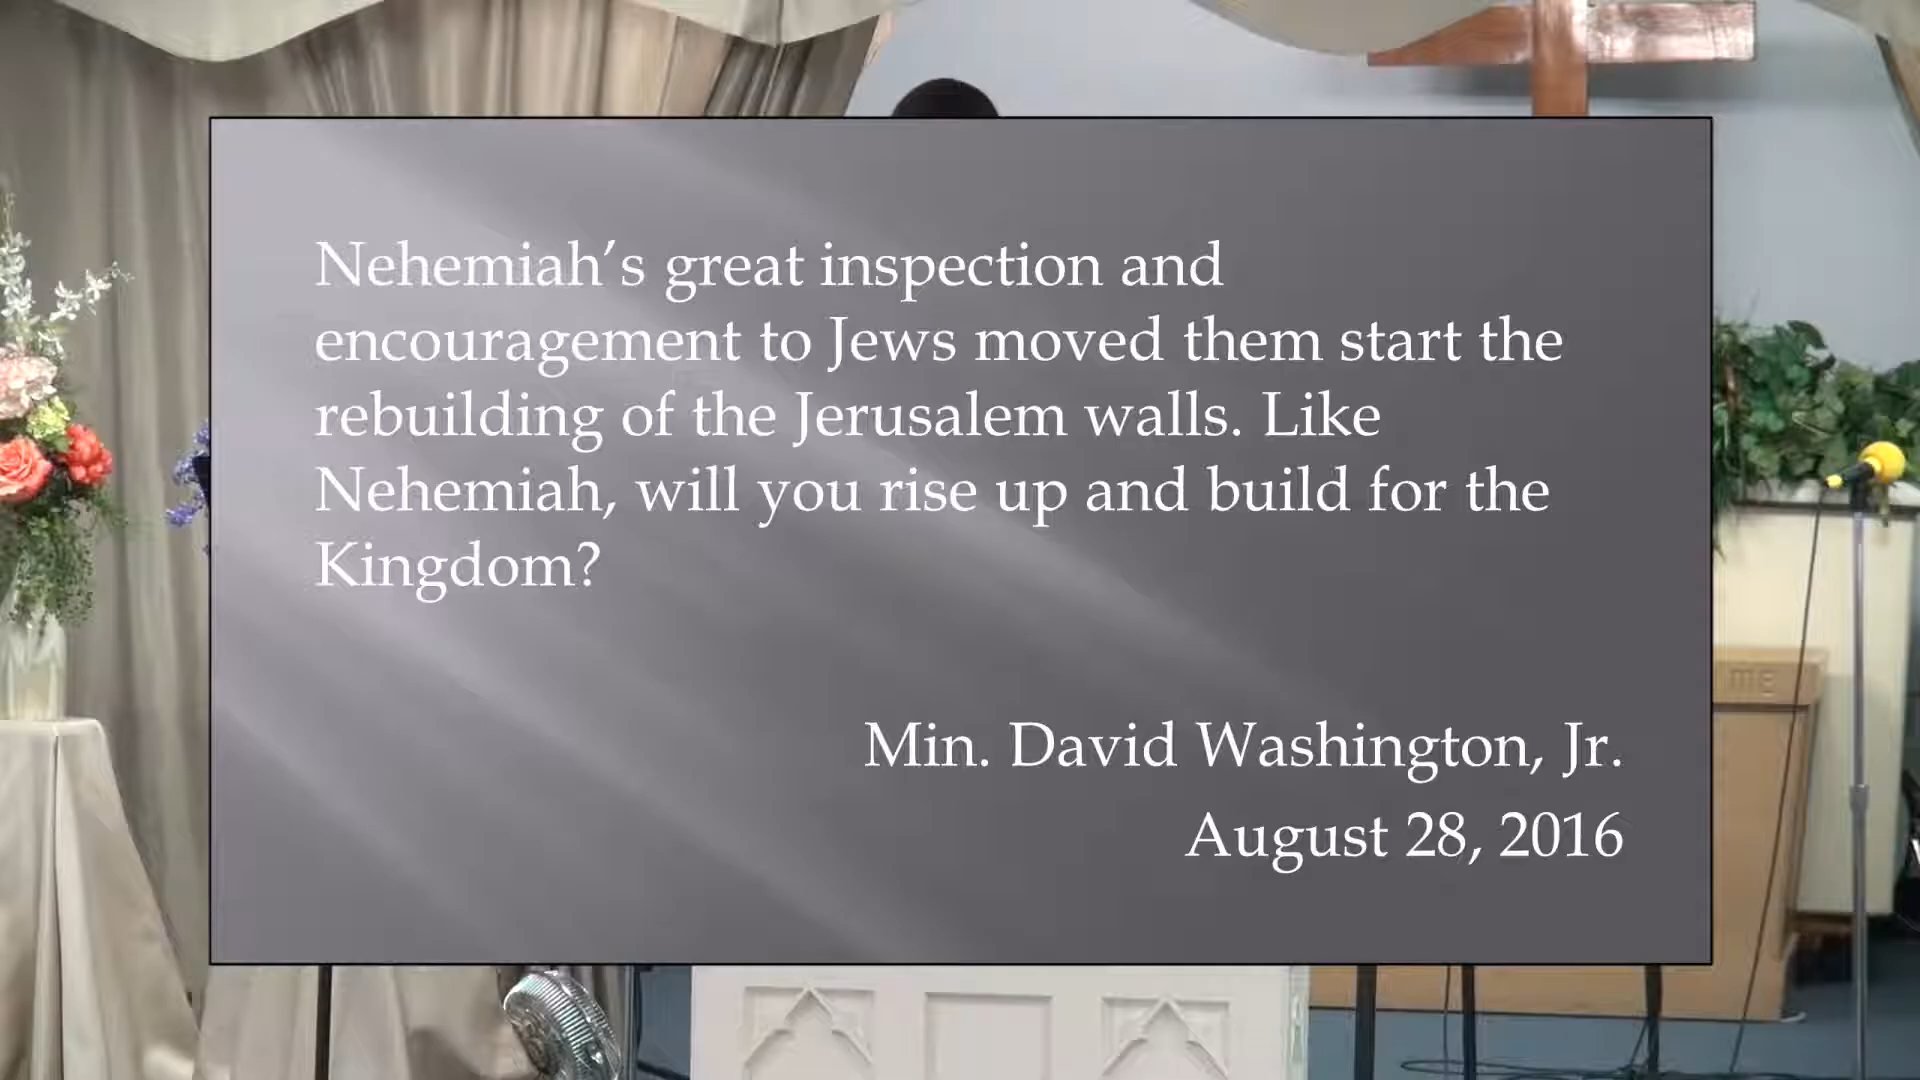 Nehemiah’s great inspection and
encouragement to Jews moved them start the
rebuilding of the Jerusalem walls. Like
Nehemiah, will you rise up and build for the
Kingdom?
Min. David Washington, Jr.
August 28, 2016
ME